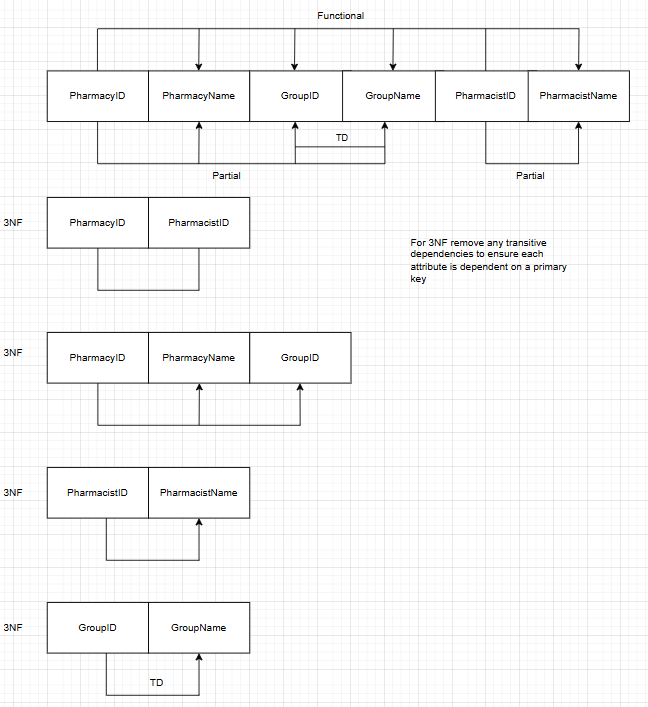 Functional
PharmacyID PharmacyName GroupID GroupName PharmacistID PharmacistName
TD
Partial Partial
3NF PharmacyID PharmacistID
For 3NF remove any transitive
dependencies to ensure each
attribute is dependent on a primary
key
3NF PharmacyID PharmacyName GroupID
3NF PharmacistID PharmacistName
3NF GroupID GroupName
TD